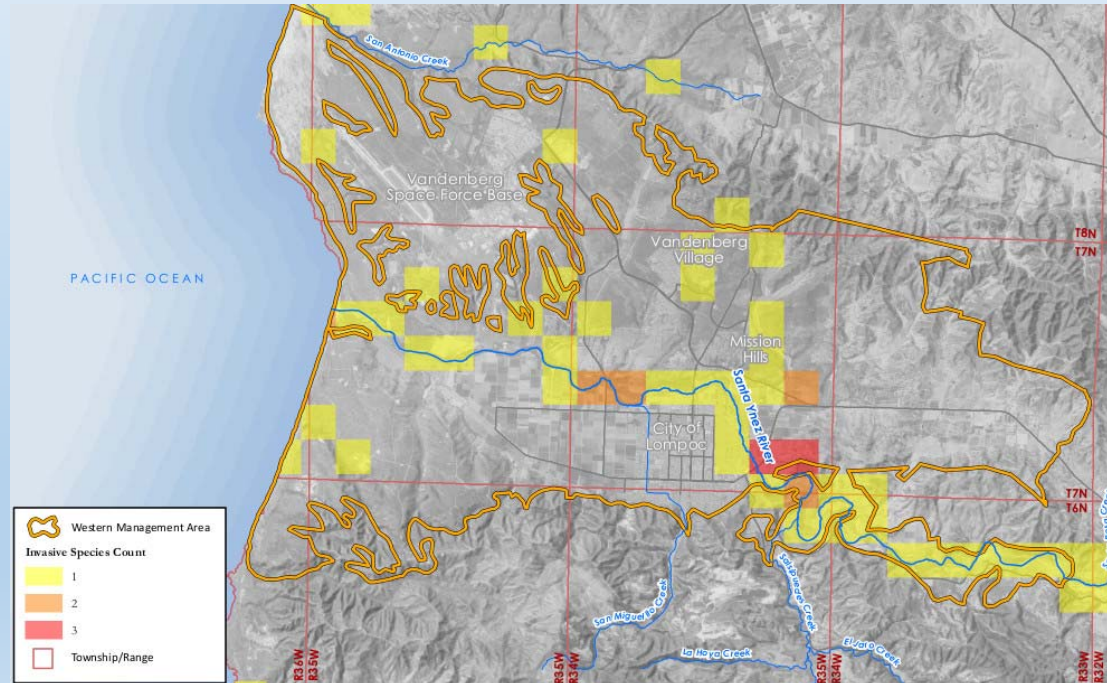 San Antonio Creek
Vandenberg
Space Force Base
Vandenberg
Village
T8N
T7N
PACIFIC OCEAN
Mission
Hills
Santa Ynez River
City of
Lompoc
T7N
T6N
San Miguelito Creek
Salsipuedes Creek
La Hoya Creek
El Jaro Creek
R36W
R35W
R35W
R34W
R35W
R34W
R33W
R32W
Western Management Area
Invasive Species Count
1
2
3
Township/Range